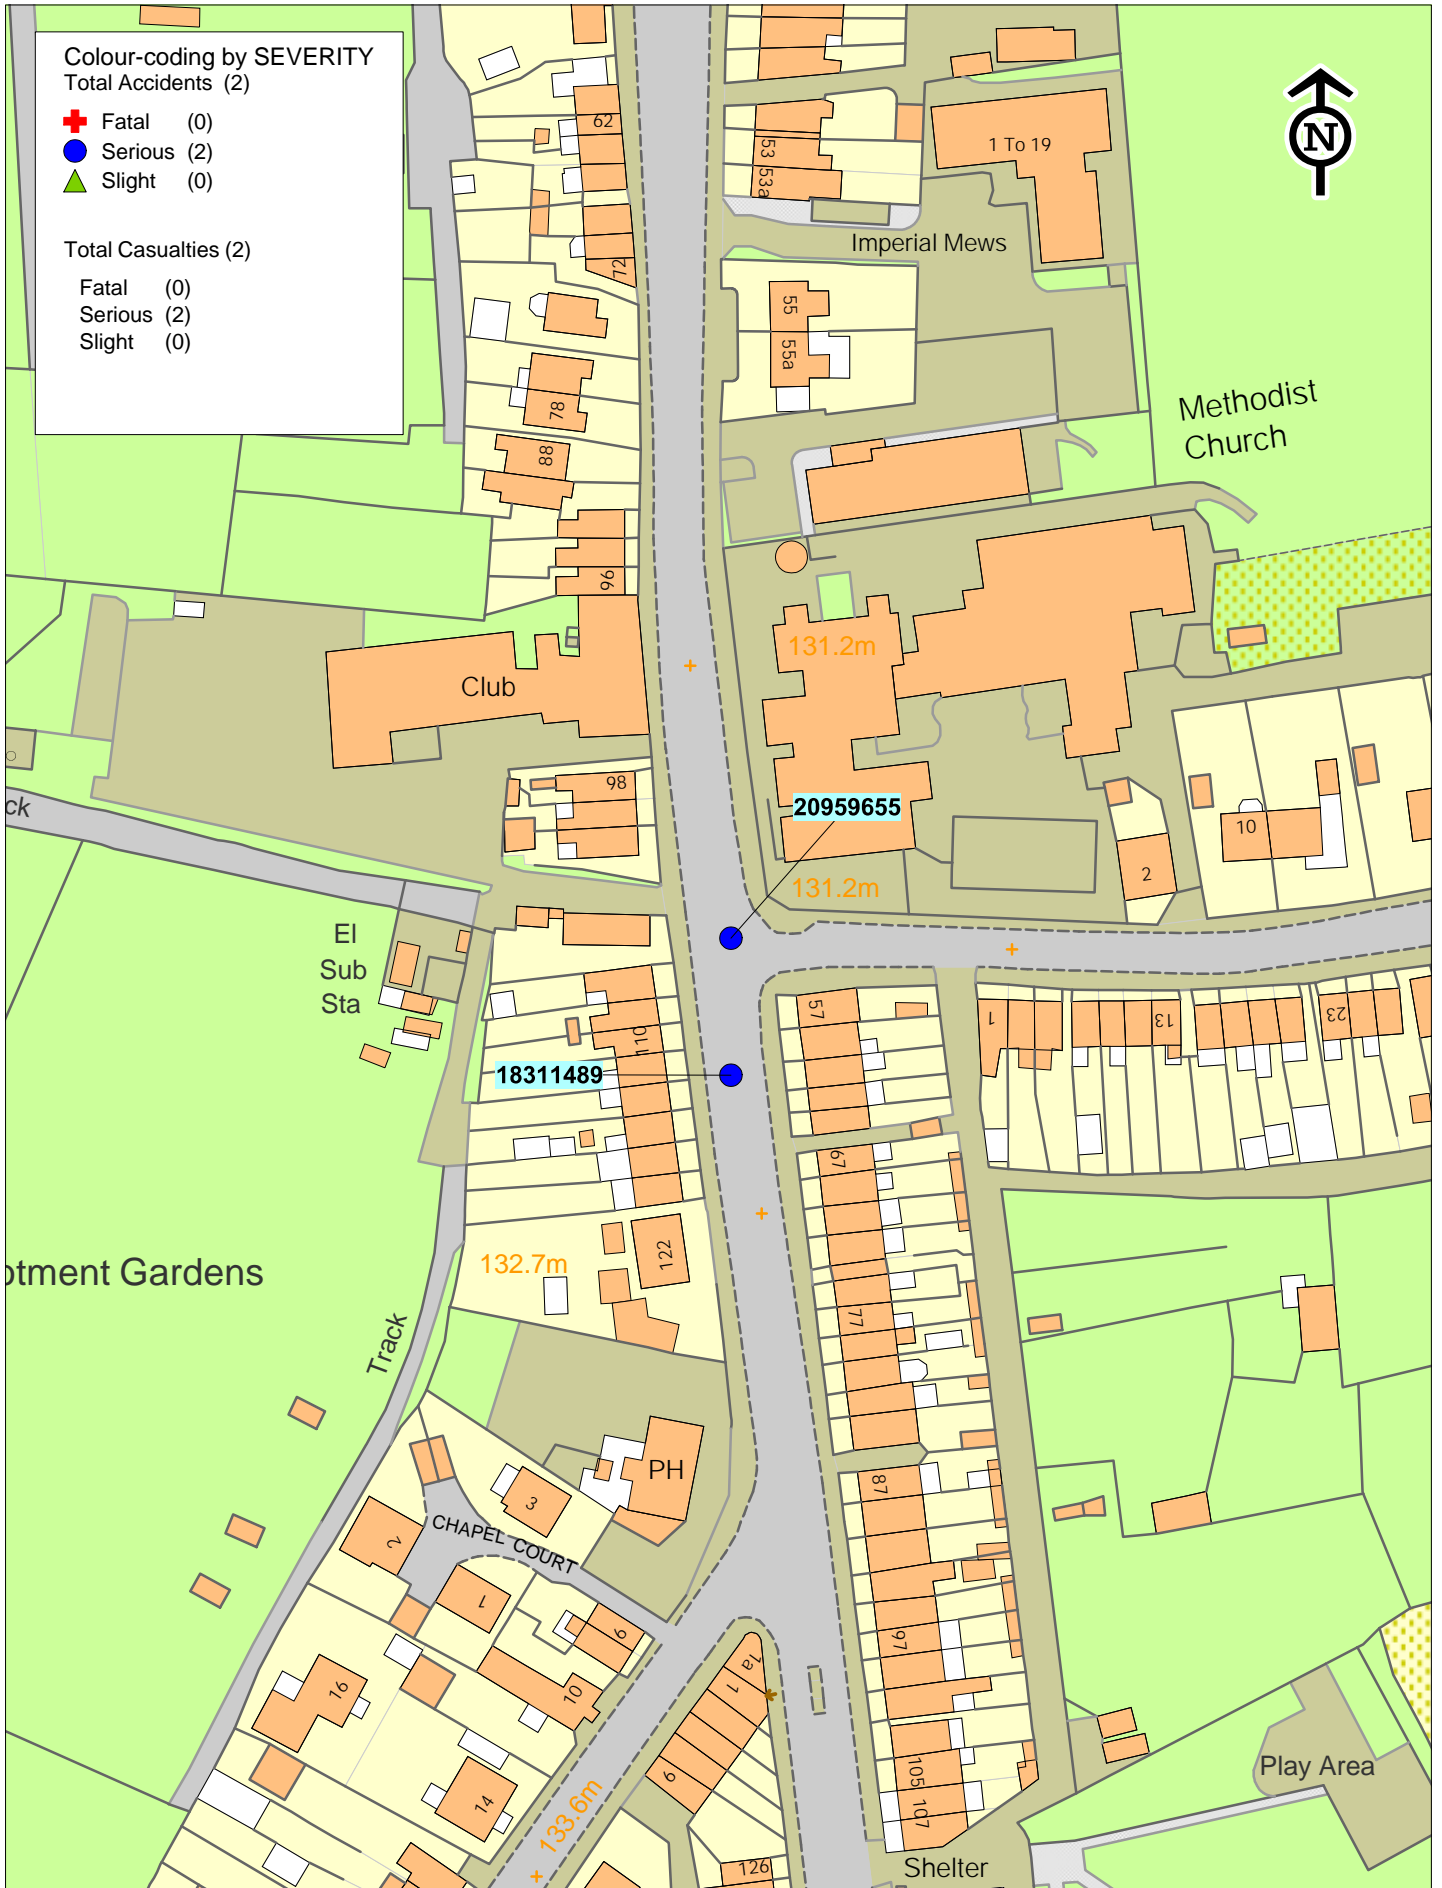 Colour-coding by SEVERITY
Total Accidents (2)
Fatal (0)
Serious (2)
Slight (0)
Total Casualties (2)
Fatal (0)
Serious (2)
Slight (0)
N
62
53
53a
1 To 19
Imperial Mews
72
55
55a
78
88
Methodist
Church
96
131.2m
Club
98
20959655
131.2m
10
2
ck
El
Sub
Sta
57
1
13
23
110
18311489
67
122
132.7m
otment Gardens
77
Track
PH
87
3
2
CHAPEL COURT
1
9
97
1a
1
16
10
6
14
133.6m
105
107
Play Area
126
Shelter